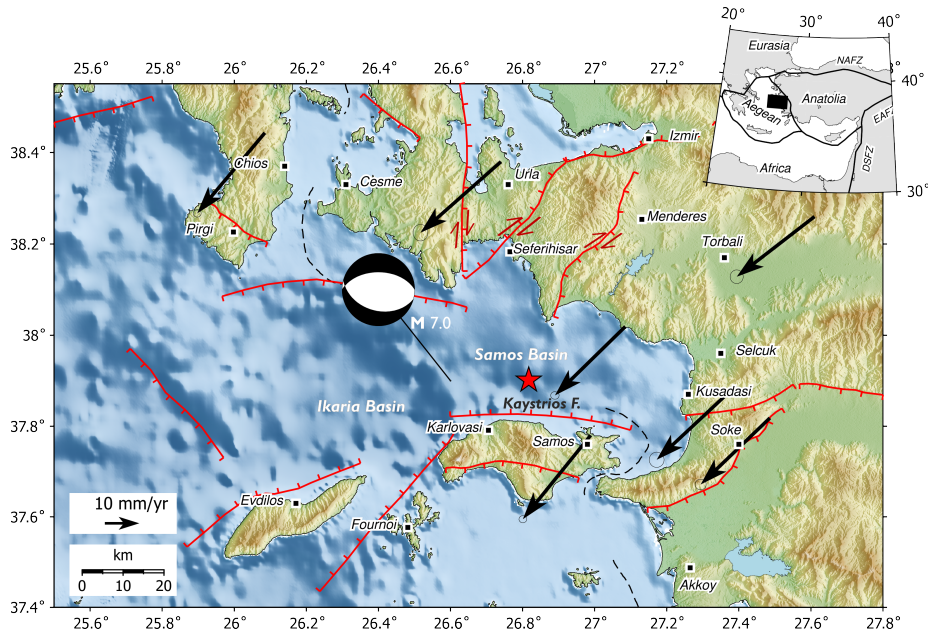 20°
30°
40°
Eurasia
NAFZ
40°
Anatolia
Aegean
EAFZ
DSFZ
Africa
30°
25.6°
25.8°
26°
26.2°
26.4°
26.6°
26.8°
27°
27.2°
38.4°
38.2°
38°
37.8°
37.6°
37.4°
Izmir
Chios
Cesme
Urla
Pirgi
Menderes
Seferihisar
Torbali
M 7.0
Samos Basin
Selcuk
Kaystrios F.
Kusadasi
Ikaria Basin
Karlovasi
Samos
Soke
Evdilos
Fournoi
Akkoy
10 mm/yr
km
0 5 10 15 20
25.6°
25.8°
26°
26.2°
26.4°
26.6°
26.8°
27°
27.2°
27.4°
27.6°
27.8°